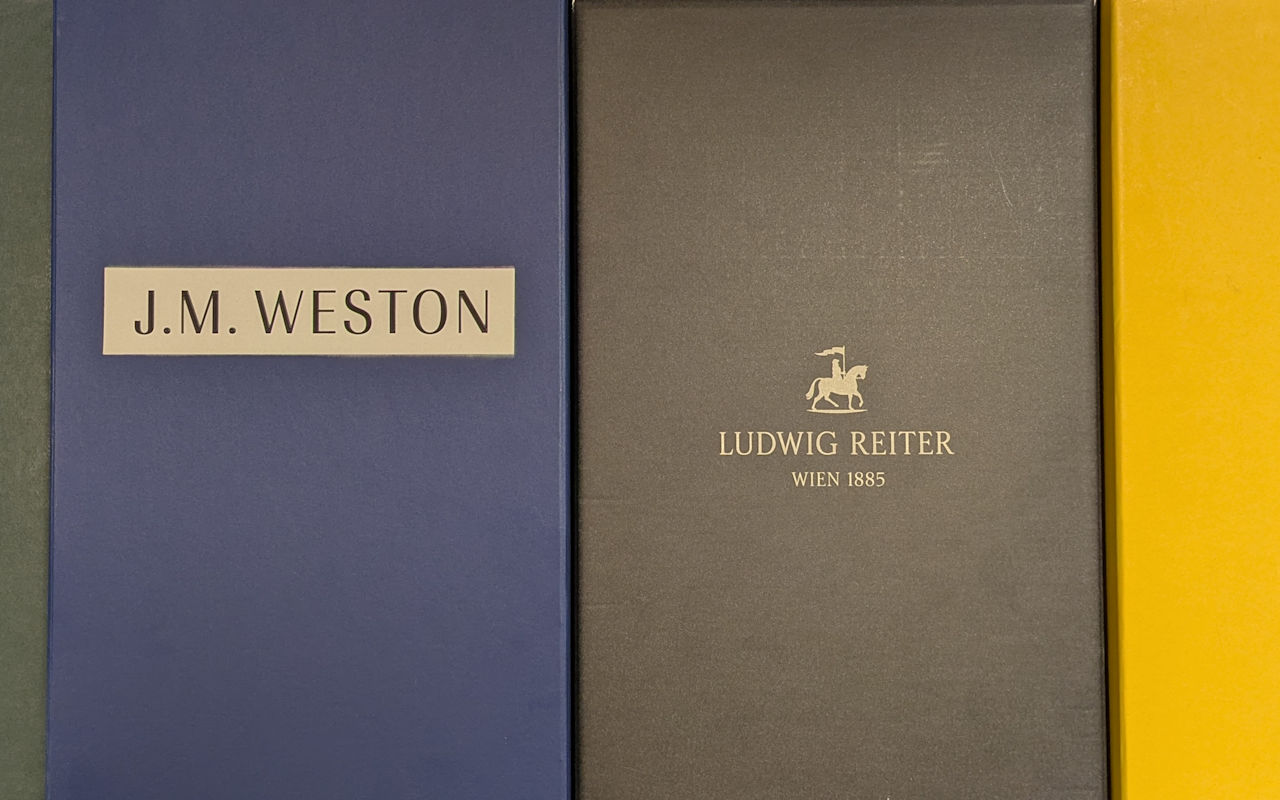 J.M. WESTON
LUDWIG REITER
WIEN 1885